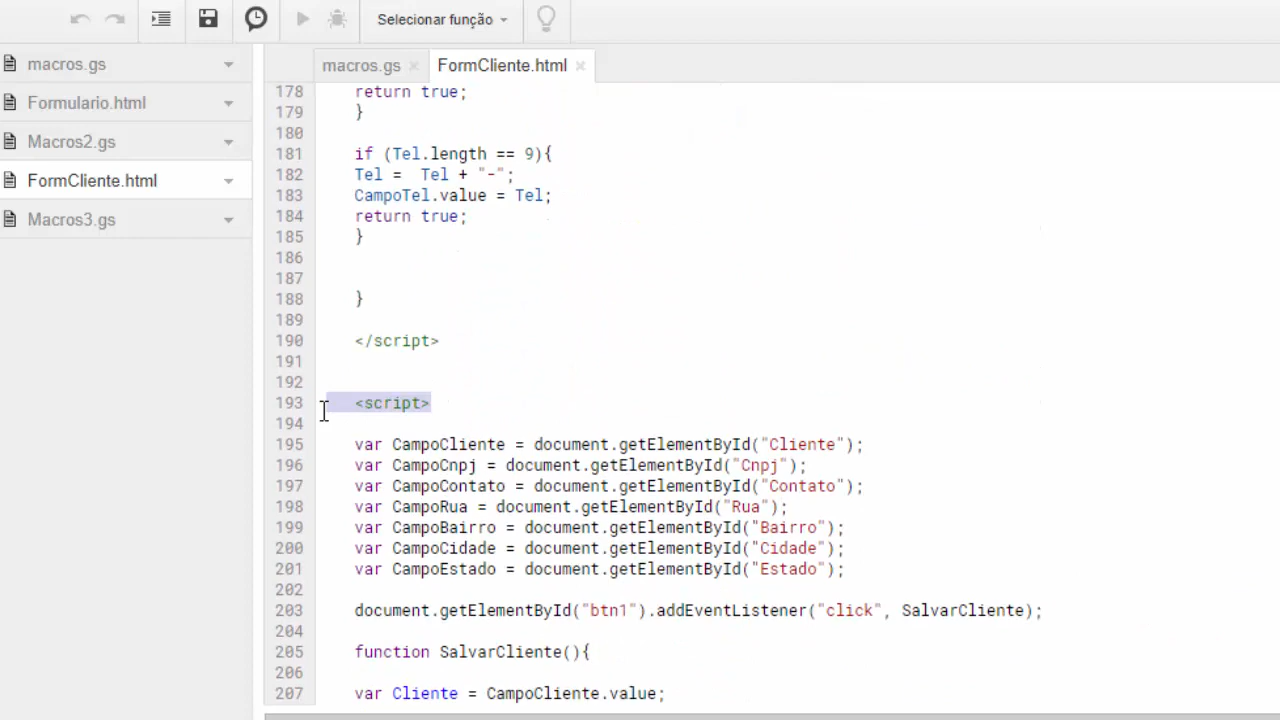 Selecionar função
macros.gs
Formulario.html
Macros2.gs
FormCliente.html
Macros3.gs
macros.gs × FormCliente.html ×
178 return true;
179 }
180
181 if (Tel.length == 9){
182 Tel =  Tel + "-";
183 CampoTel.value = Tel;
184 return true;
185 }
186
187
188 }
189
190 </script>
191
192
193 <script>
194
195 var CampoCliente = document.getElementById("Cliente");
196 var CampoCnpj = document.getElementById("Cnpj");
197 var CampoContato = document.getElementById("Contato");
198 var CampoRua = document.getElementById("Rua");
199 var CampoBairro = document.getElementById("Bairro");
200 var CampoCidade = document.getElementById("Cidade");
201 var CampoEstado = document.getElementById("Estado");
202
203 document.getElementById("btn1").addEventListener("click", SalvarCliente);
204
205 function SalvarCliente(){
206
207 var Cliente = CampoCliente.value;